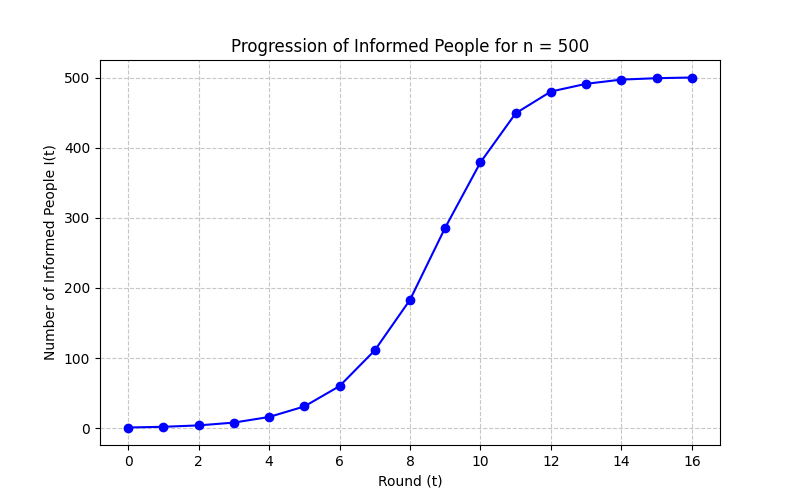 Progression of Informed People for n = 500
Number of Informed People I(t)
500
400
300
200
100
0
0 2 4 6 8 10 12 14 16
Round (t)